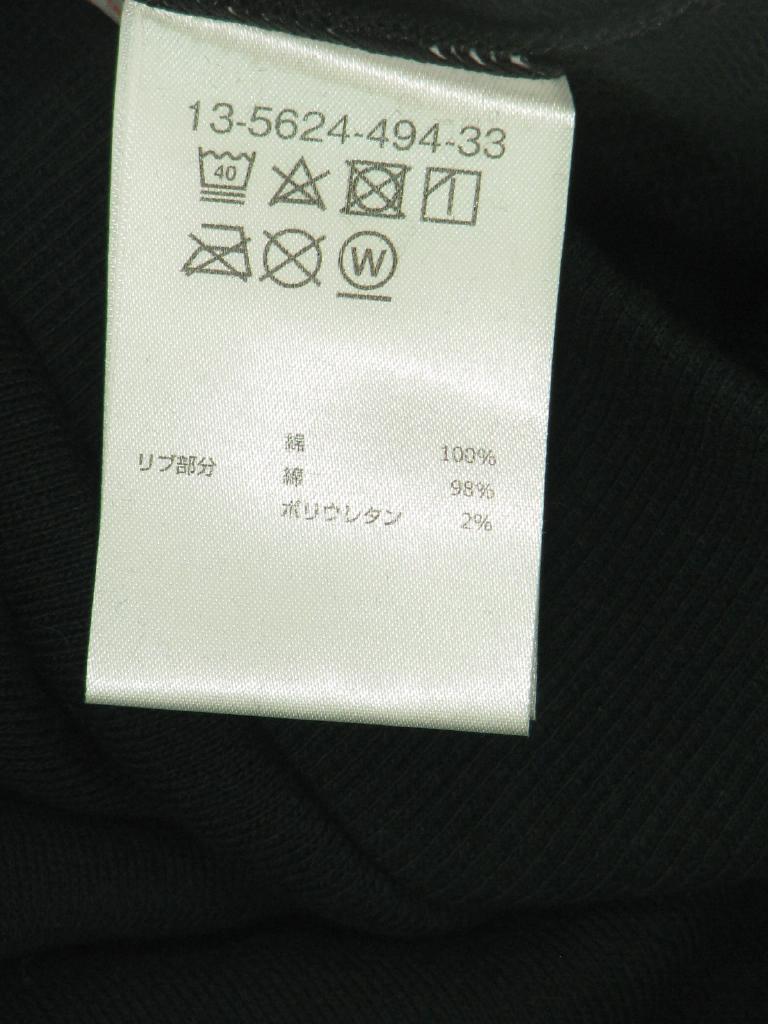 13-5624-494-33
40
W
綿 100%
リブ部分 綿 98%
ポリウレタン 2%